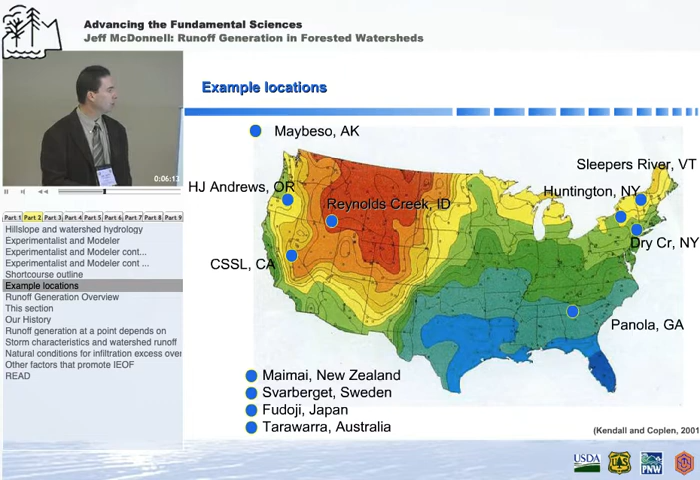 Advancing the Fundamental Sciences
Jeff McDonnell: Runoff Generation in Forested Watersheds
0:06:17
Part 1 Part 2 Part 3 Part 4 Part 5 Part 6 Part 7 Part 8 Part 9
Hillslope and watershed hydrology
Experimentalist and Modeler
Experimentalist and Modeler cont...
Experimentalist and Modeler cont ...
Shortcourse outline
Example locations
Runoff Generation Overview
This section
Our History
Runoff generation at a point depends on
Storm characteristics and watershed runoff
Natural conditions for infiltration excess over
Other factors that promote IEOF
READ
Example locations
Maybeso, AK
Sleepers River, VT
HJ Andrews, OR
Huntington, NY
Reynolds Creek, ID
Dry Cr, NY
CSSL, CA
Panola, GA
Maimai, New Zealand
Svarberget, Sweden
Fudoji, Japan
Tarawarra, Australia
(Kendall and Coplen, 2001
USDA
UAS
PNW